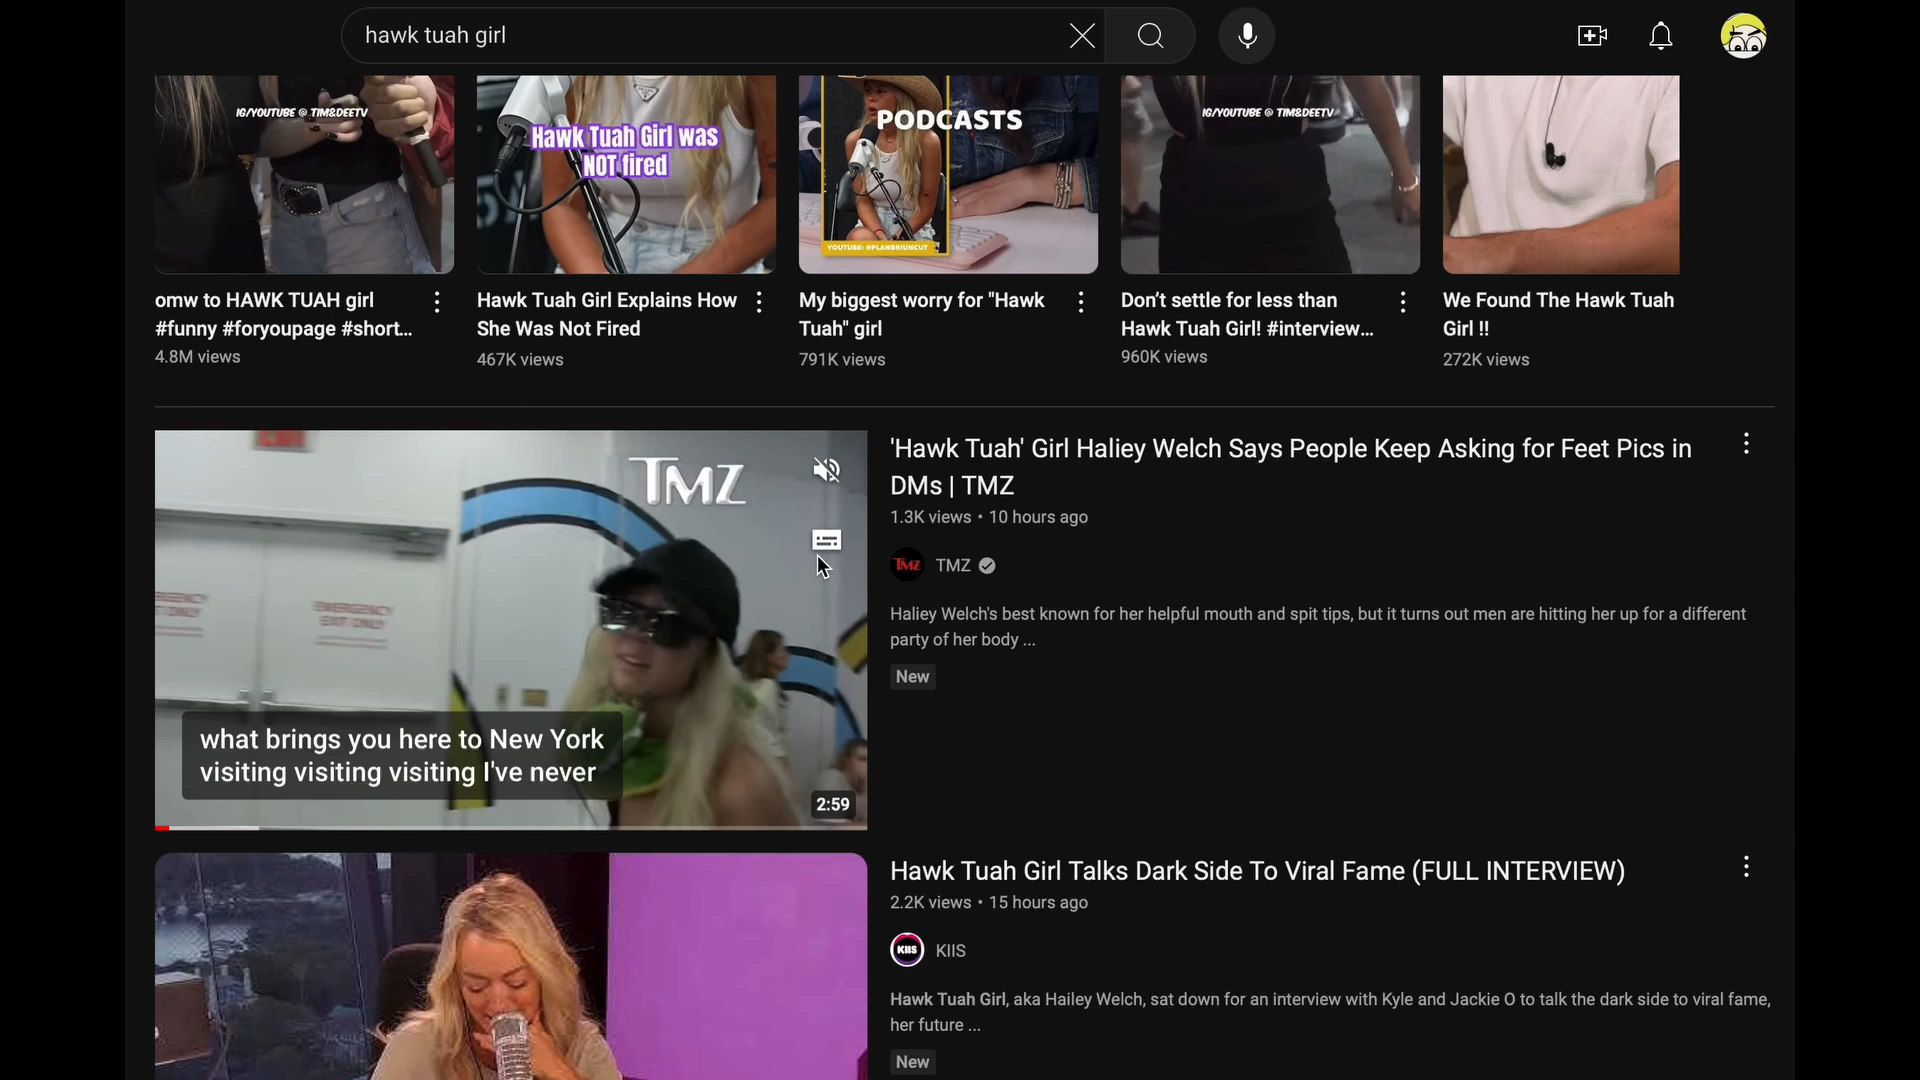 hawk tuah girl
IG/YOUTUBE @ TIM&DEETV
Hawk Tuah Girl was
NOT fired
PODCASTS
YOUTUBE: @PLANBRIUNCUT
IG/YOUTUBE @ TIM&DEETV
omw to HAWK TUAH girl
#funny #foryoupage #short...
4.8M views
Hawk Tuah Girl Explains How
She Was Not Fired
467K views
My biggest worry for "Hawk
Tuah" girl
791K views
Don’t settle for less than
Hawk Tuah Girl! #interview...
960K views
We Found The Hawk Tuah
Girl !!
272K views
TMZ
EMERGENCY
EXIT ONLY
what brings you here to New York
visiting visiting visiting I've never
2:59
'Hawk Tuah' Girl Haliey Welch Says People Keep Asking for Feet Pics in
DMs | TMZ
1.3K views • 10 hours ago
TMZ
TMZ
Haliey Welch's best known for her helpful mouth and spit tips, but it turns out men are hitting her up for a different
party of her body ...
New
Hawk Tuah Girl Talks Dark Side To Viral Fame (FULL INTERVIEW)
2.2K views • 15 hours ago
KIIS
KIIS
Hawk Tuah Girl, aka Hailey Welch, sat down for an interview with Kyle and Jackie O to talk the dark side to viral fame,
her future ...
New